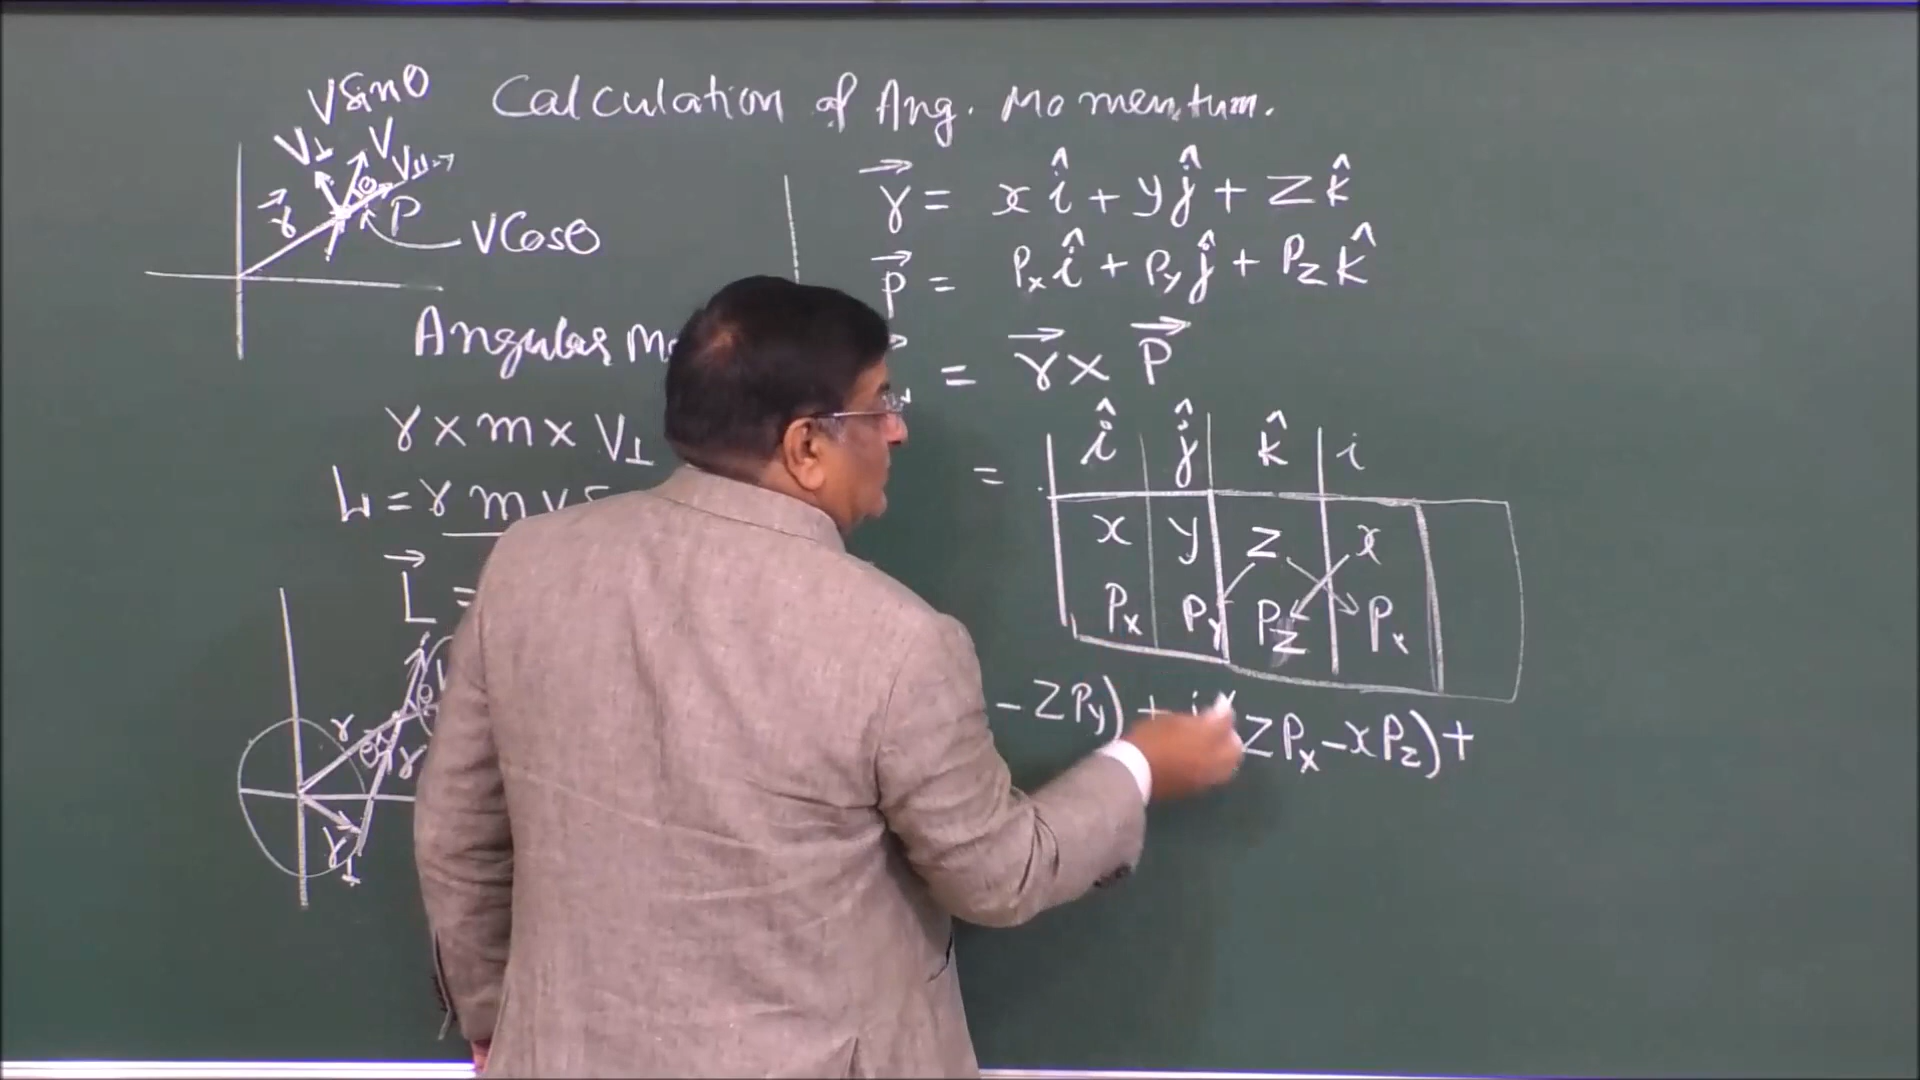 Calculation of Ang. Momentum.
VSinθ
V⊥ V V||
r⃗ P
VCosθ
r⃗ = x î + y ĵ + z k̂
P⃗ = Pₓ î + Py ĵ + Pz k̂
Angular
= r⃗ × P⃗
r × m × V⊥
= î ĵ k̂ i
L = r m v
x y z x
Pₓ Py Pz Pₓ
L⃗ =
- ZPy) + j (ZPₓ - xPz) +
r θ
θ r
r⊥